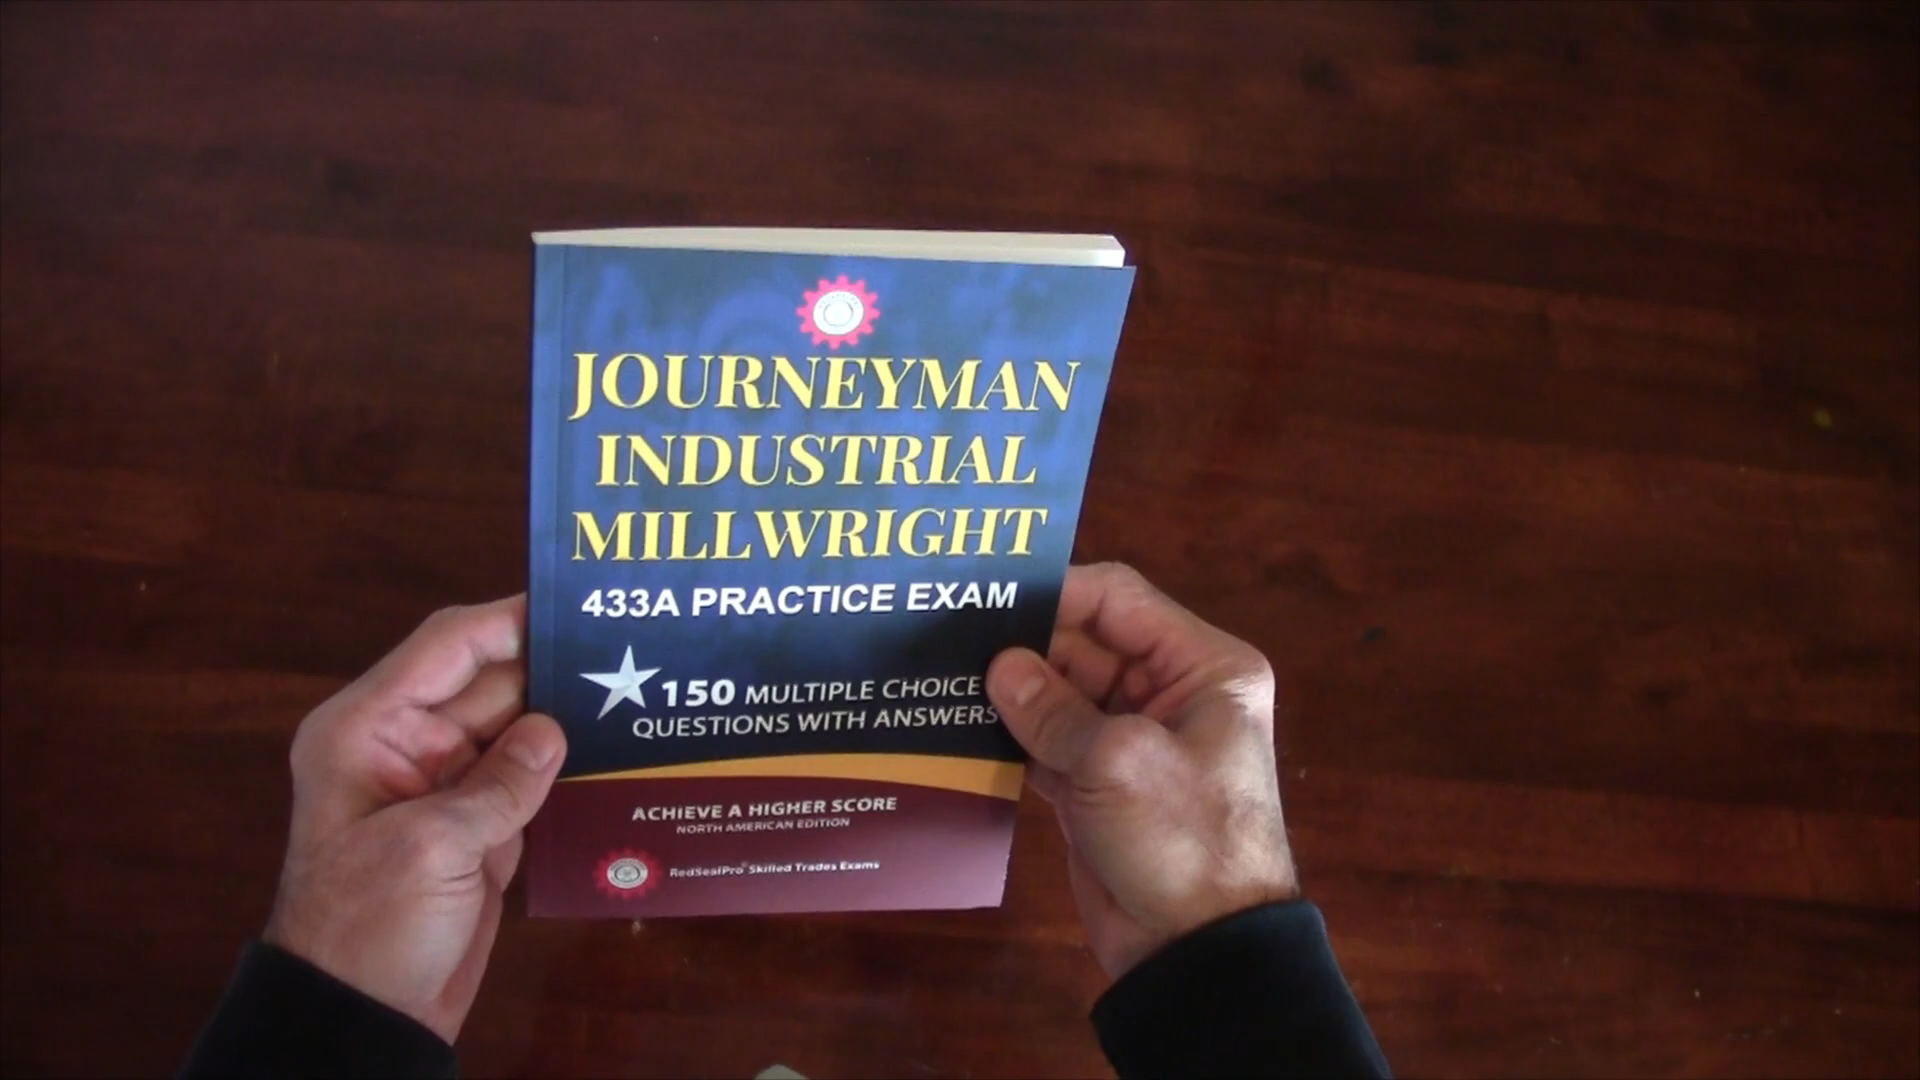 JOURNEYMAN
INDUSTRIAL
MILLWRIGHT
433A PRACTICE EXAM
150 MULTIPLE CHOICE
QUESTIONS WITH ANSWERS
ACHIEVE A HIGHER SCORE
NORTH AMERICAN EDITION
RedSealPro® Skilled Trades Exams